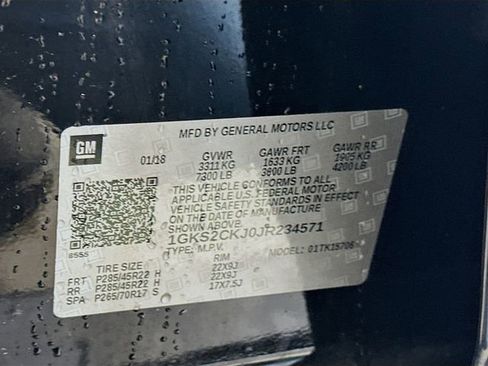 GM
MFD BY GENERAL MOTORS LLC
01/18 GVWR GAWR FRT GAWR RR
3311 KG 1633 KG 1905 KG
7300 LB 3600 LB 4200 LB
THIS VEHICLE CONFORMS TO ALL
APPLICABLE U.S. FEDERAL MOTOR
VEHICLE SAFETY STANDARDS IN EFFECT
ON THE DATE OF MANUFACTURE
SHOWN ABOVE.
1GKS2CKJ0JR234571
TYPE: M.P.V. MODEL: 01TK15706
8555
TIRE SIZE RIM
FRT P285/45R22 H 22X9J
RR P285/45R22 H 22X9J
SPA P265/70R17 S 17X7.5J